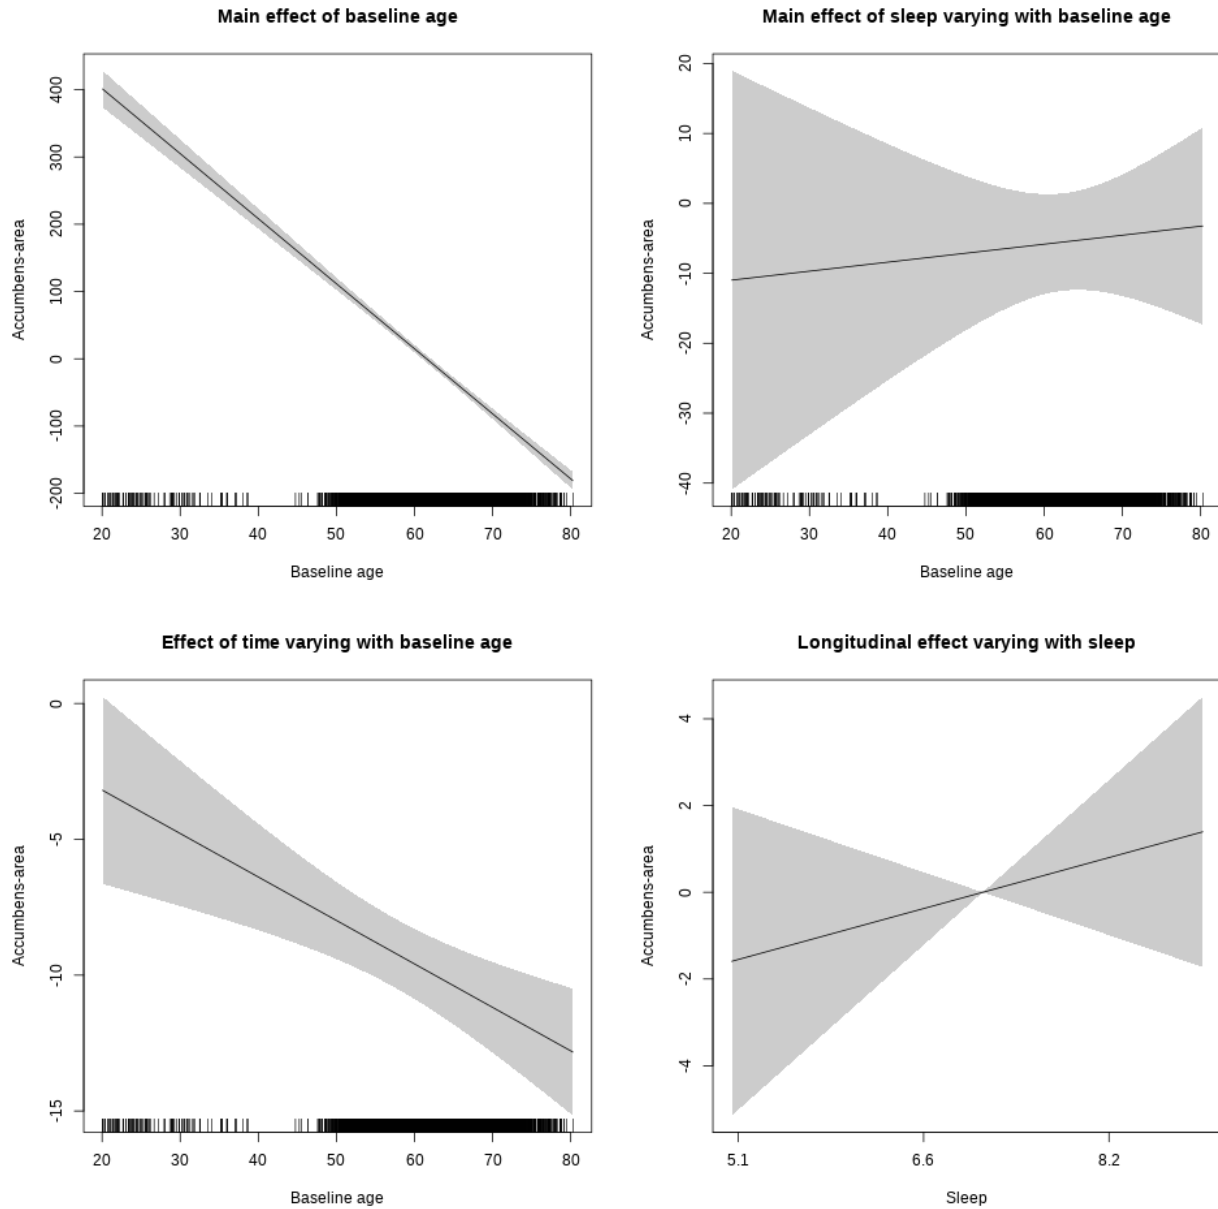 Main effect of baseline age
Accumbens-area
400
300
200
100
0
-100
-200
20 30 40 50 60 70 80
Baseline age
Main effect of sleep varying with baseline age
Accumbens-area
20
10
0
-10
-20
-30
-40
20 30 40 50 60 70 80
Baseline age
Effect of time varying with baseline age
Accumbens-area
0
-5
-10
-15
20 30 40 50 60 70 80
Baseline age
Longitudinal effect varying with sleep
Accumbens-area
4
2
0
-2
-4
5.1 6.6 8.2
Sleep